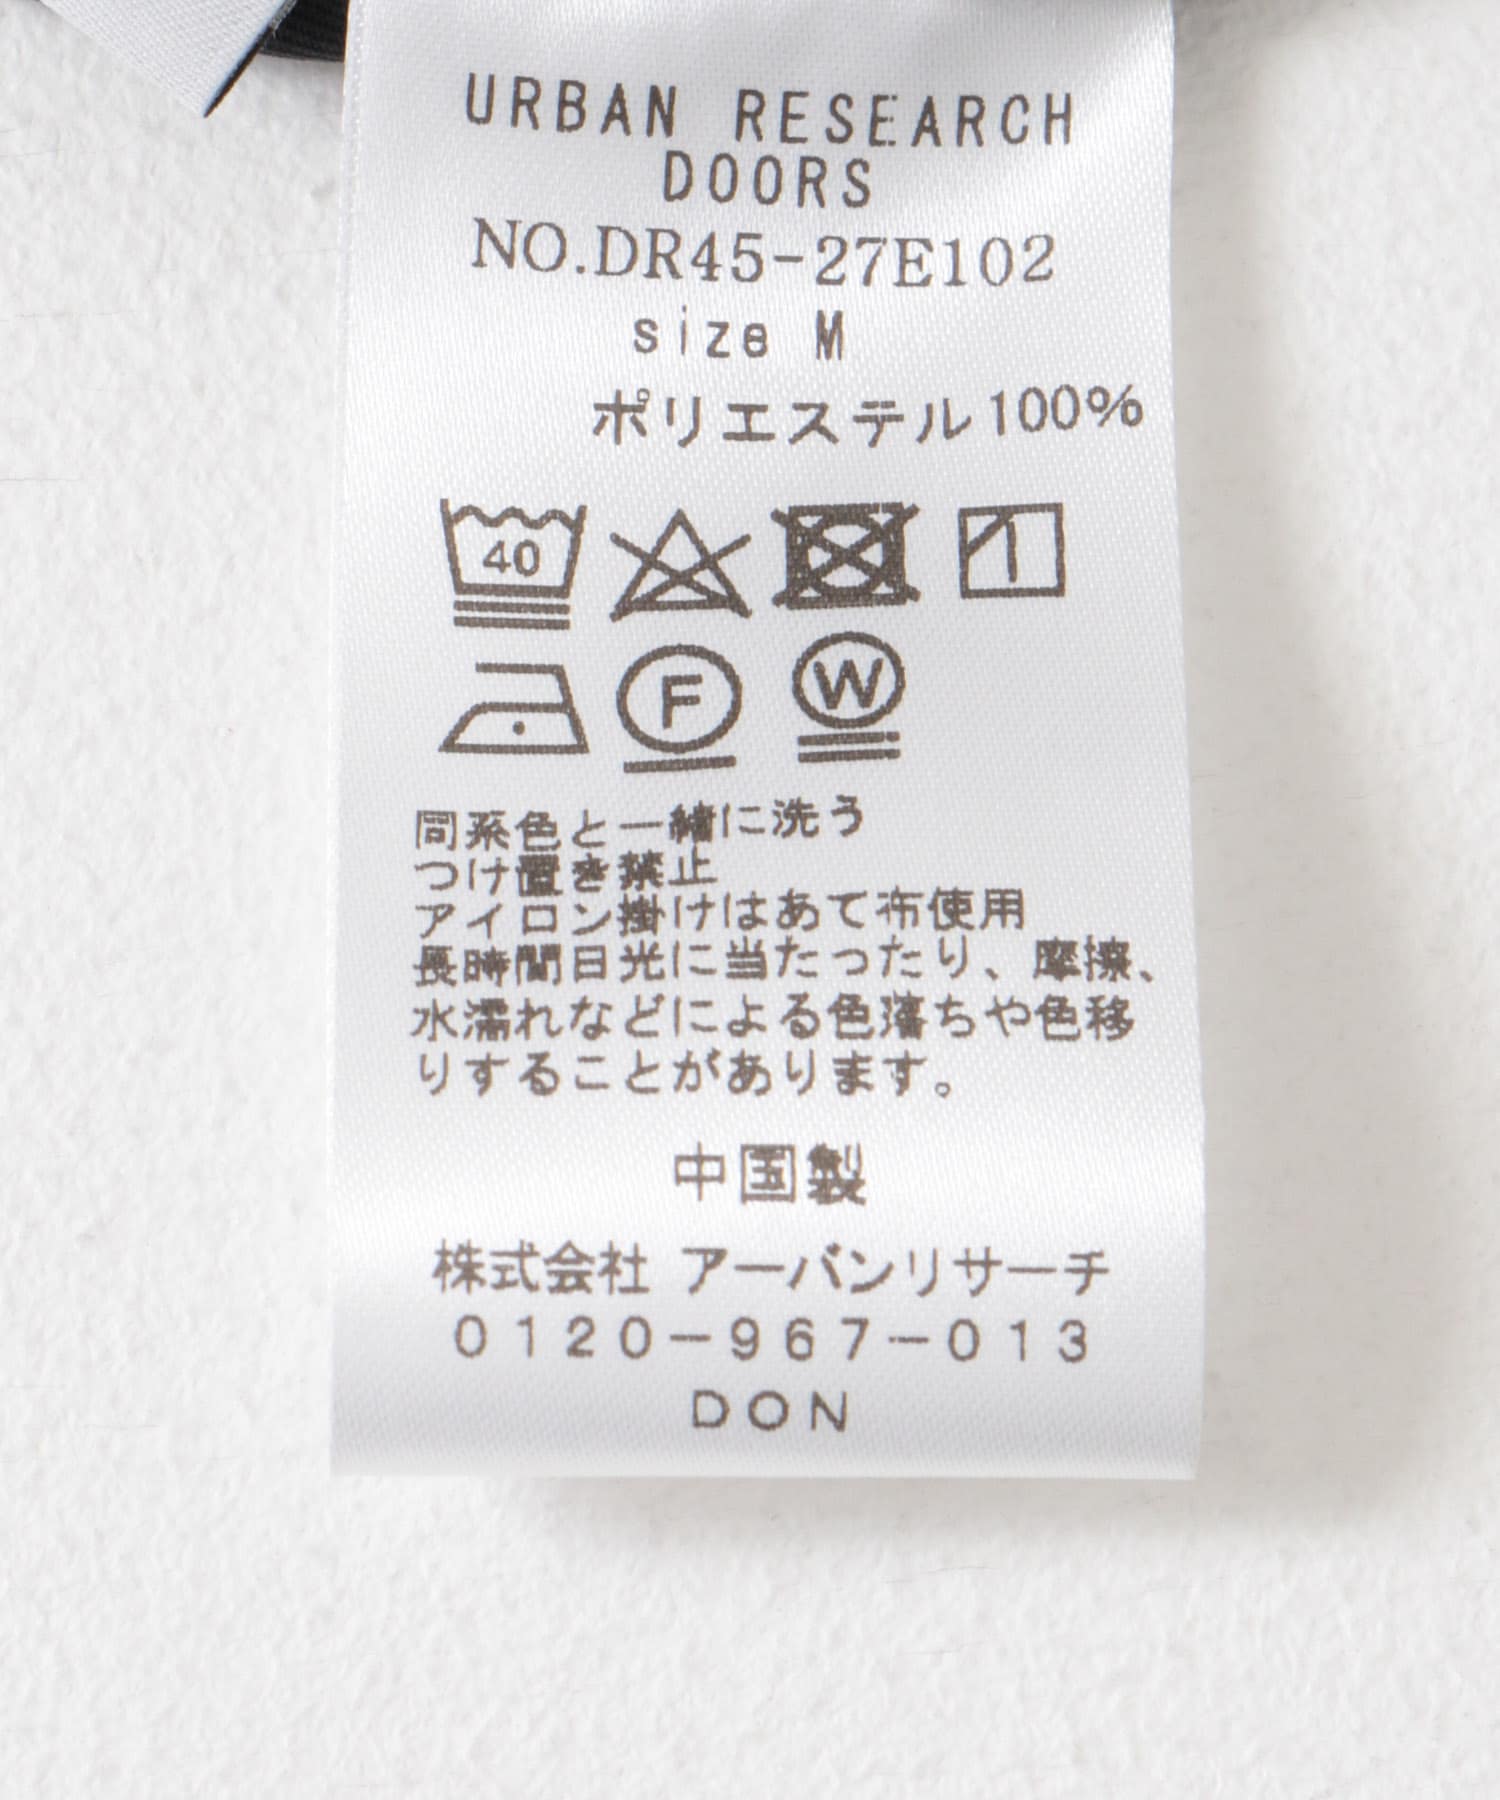 URBAN RESEARCH
DOORS
NO.DR45-27E102
size M
ポリエステル100%
40
F
W
同系色と一緒に洗う
つけ置き禁止
アイロン掛けはあて布使用
長時間日光に当たったり、摩擦、
水濡れなどによる色落ちや色移
りすることがあります。
中国製
株式会社 アーバンリサーチ
0120-967-013
DON